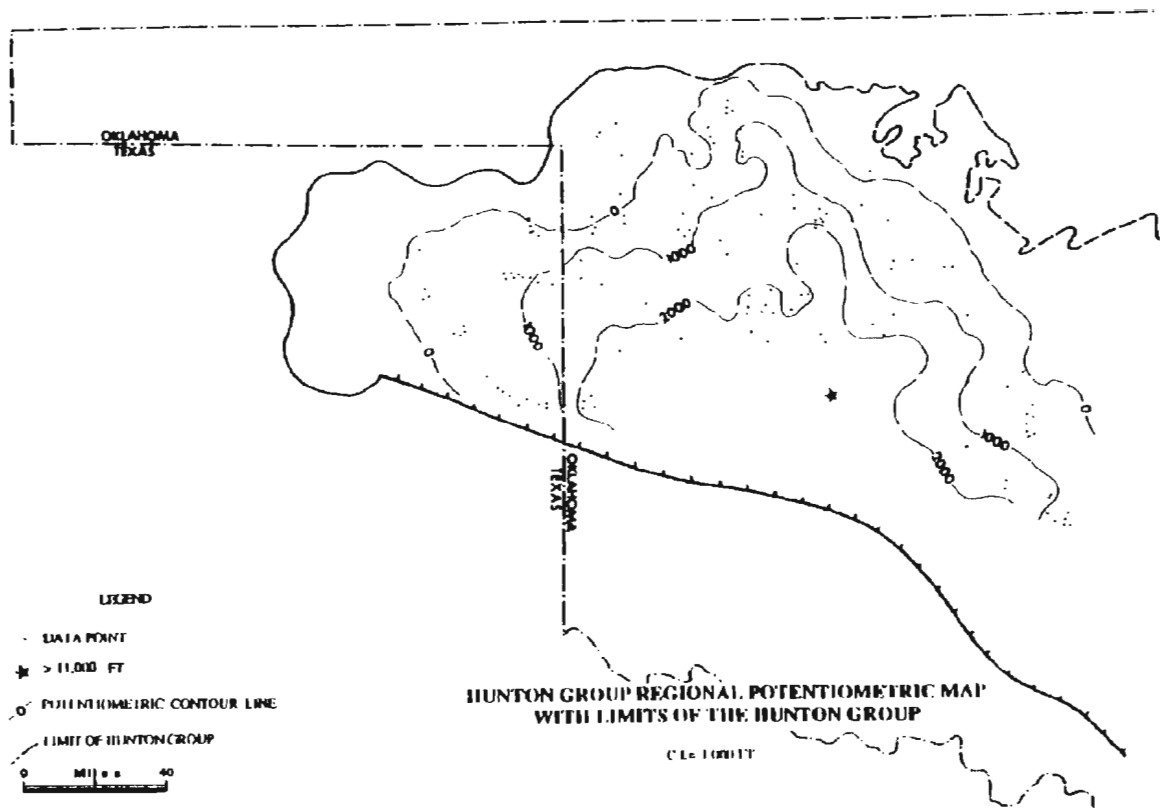 OKLAHOMA
TEXAS
0
1000
2000
1000
0
0
1000
2000
OKLAHOMA
TEXAS
LEGEND
DATA POINT
> 11,000 FT
0 POTENTIOMETRIC CONTOUR LINE
LIMIT OF HUNTON GROUP
0 Miles 40
HUNTON GROUP REGIONAL POTENTIOMETRIC MAP
WITH LIMITS OF THE HUNTON GROUP
C.I.= 1000 FT